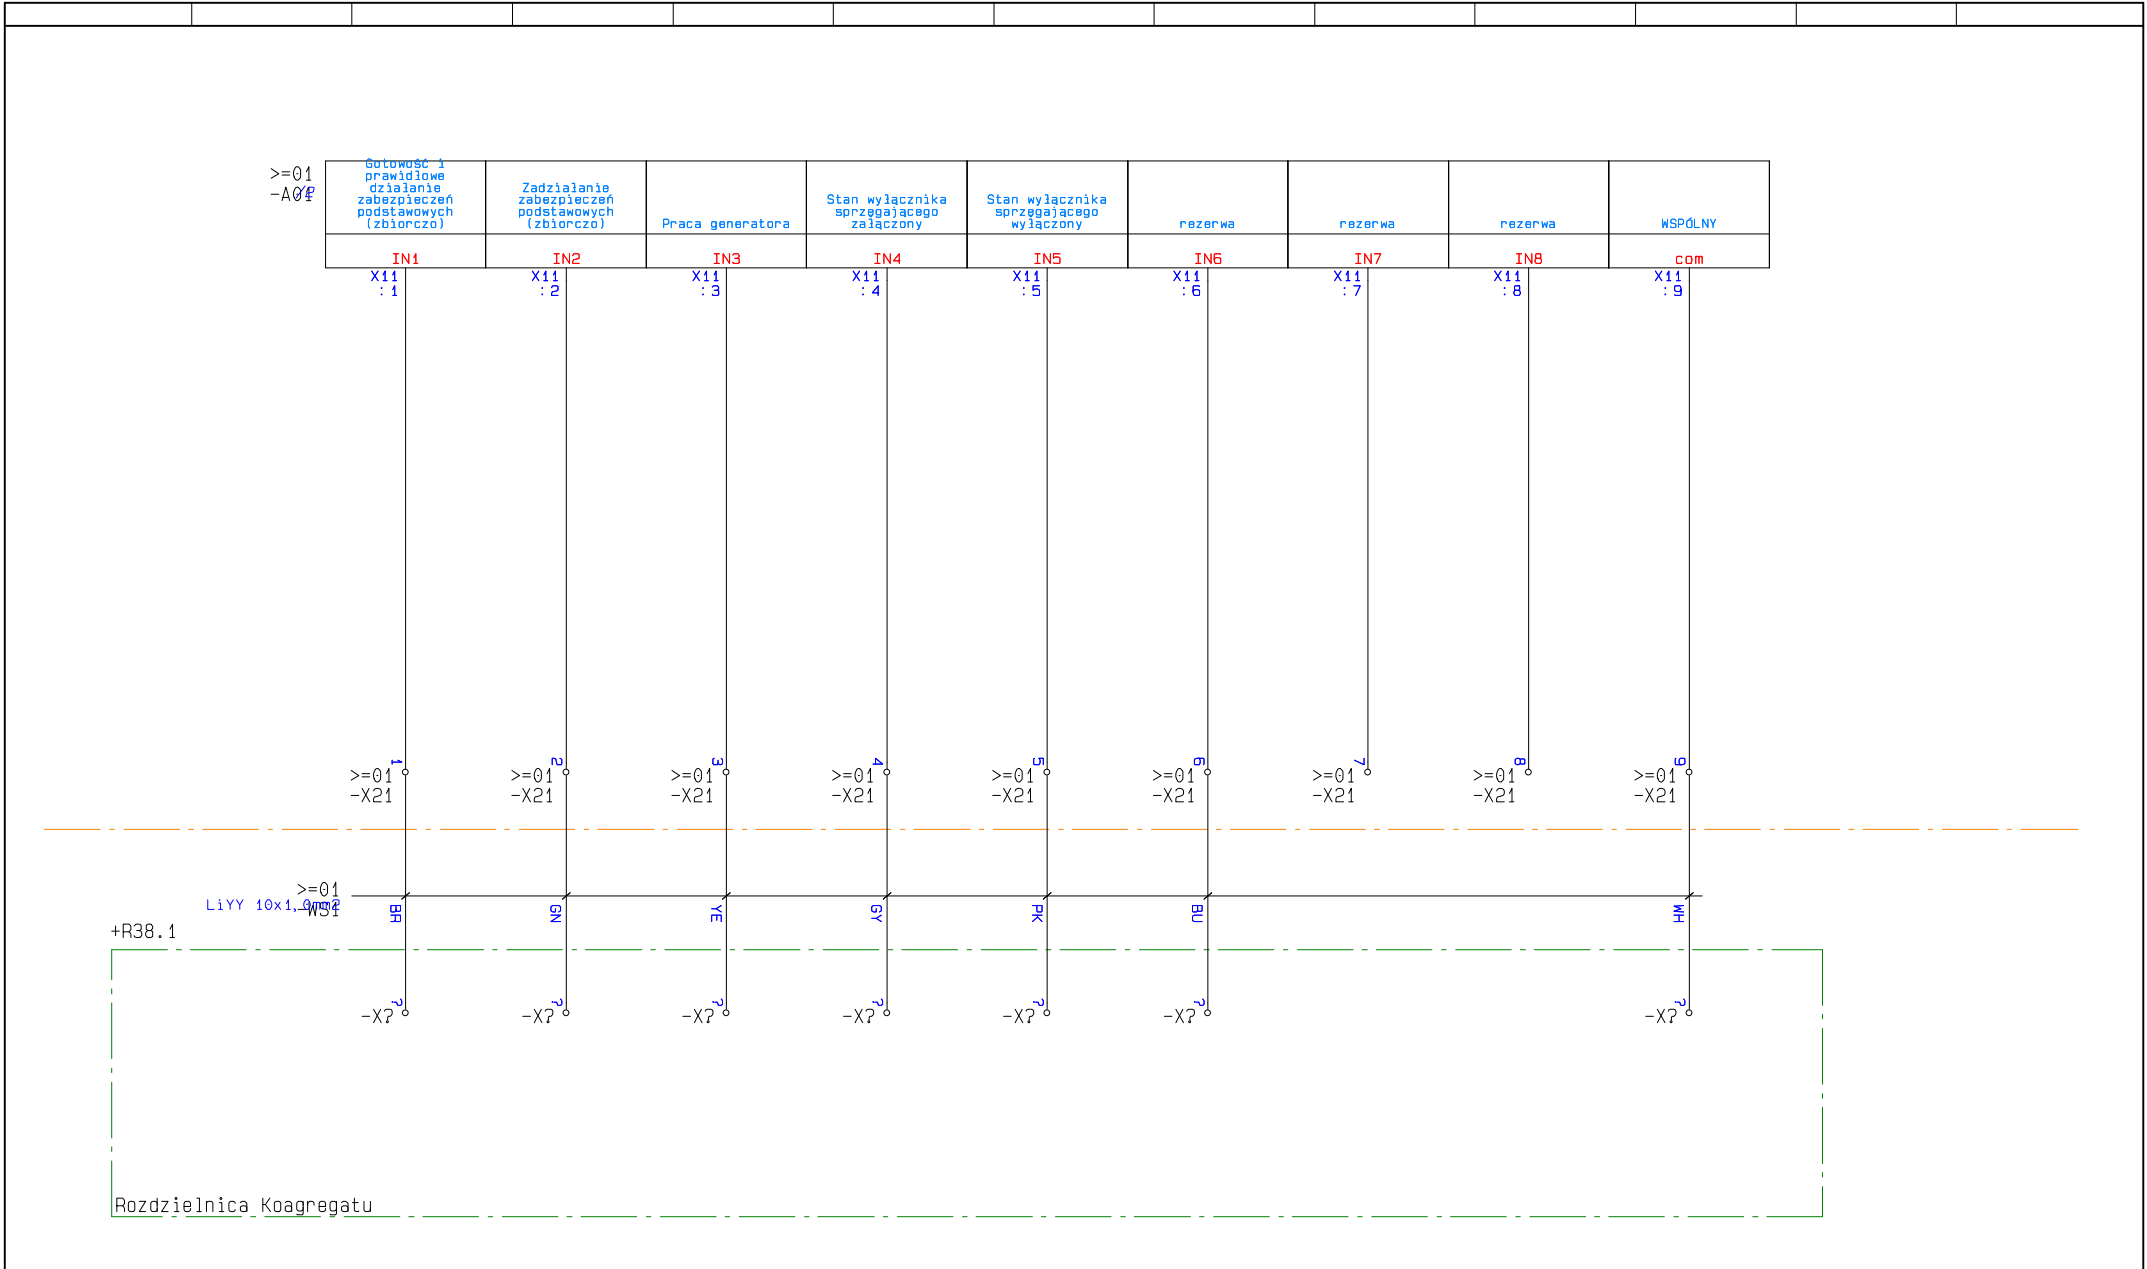 >=01
-A01
Gotowość i
prawidłowe
działanie
zabezpieczeń
podstawowych
(zbiorczo)
Zadziałanie
zabezpieczeń
podstawowych
(zbiorczo)
Praca generatora
Stan wyłącznika
sprzęgającego
załączony
Stan wyłącznika
sprzęgającego
wyłączony
rezerwa
rezerwa
rezerwa
WSPÓLNY
IN1 IN2 IN3 IN4 IN5 IN6 IN7 IN8 com
X11 X11 X11 X11 X11 X11 X11 X11 X11
:1 :2 :3 :4 :5 :6 :7 :8 :9
1 2 3 4 5 6 7 8 9
>=01 >=01 >=01 >=01 >=01 >=01 >=01 >=01 >=01
-X21 -X21 -X21 -X21 -X21 -X21 -X21 -X21 -X21
>=01
-WS1
LiYY 10x1,0mm2
BR GN YE GY PK BU WH
+R38.1
? ? ? ? ? ? ?
-X? -X? -X? -X? -X? -X? -X?
Rozdzielnica Koagregatu